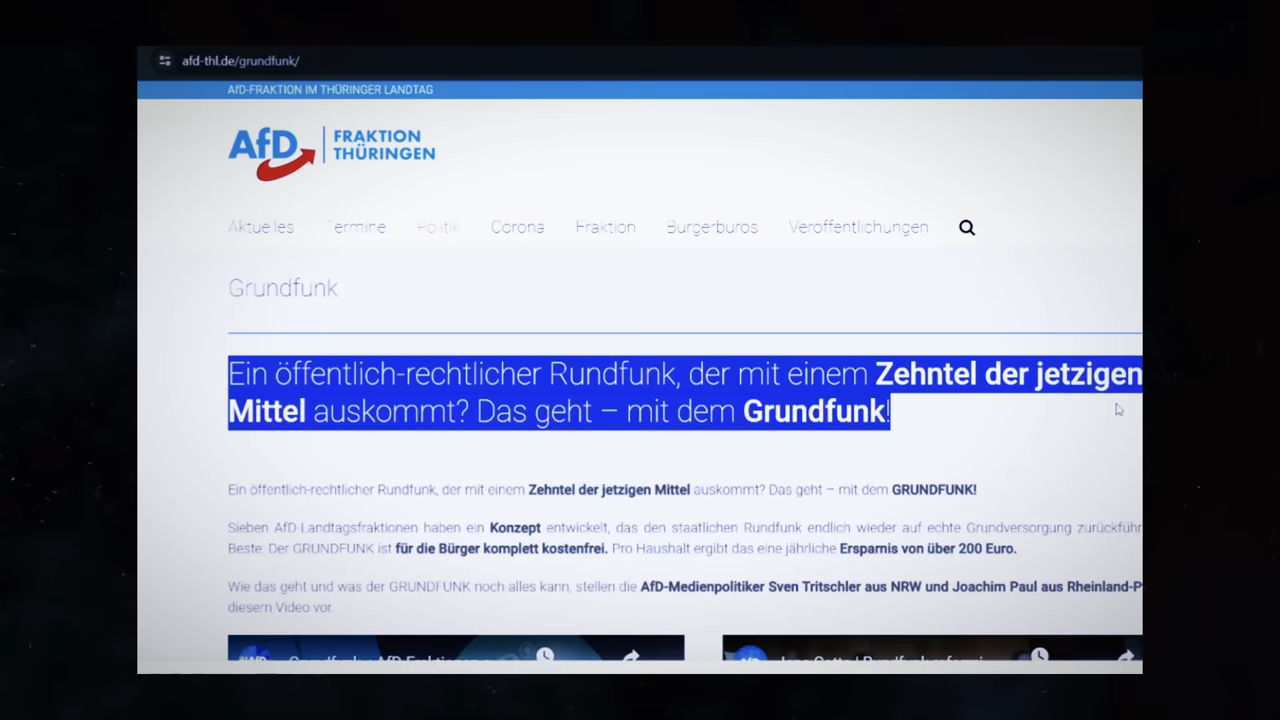 afd-thl.de/grundfunk/
AfD-FRAKTION IM THÜRINGER LANDTAG
AfD FRAKTION
THÜRINGEN
Aktuelles Termine Politik Corona Fraktion Bürgerbüros Veröffentlichungen
Grundfunk
Ein öffentlich-rechtlicher Rundfunk, der mit einem Zehntel der jetzigen
Mittel auskommt? Das geht – mit dem Grundfunk!
Ein öffentlich-rechtlicher Rundfunk, der mit einem Zehntel der jetzigen Mittel auskommt? Das geht – mit dem GRUNDFUNK!
Sieben AfD-Landtagsfraktionen haben ein Konzept entwickelt, das den staatlichen Rundfunk endlich wieder auf echte Grundversorgung zurückführ
Beste: Der GRUNDFUNK ist für die Bürger komplett kostenfrei. Pro Haushalt ergibt das eine jährliche Ersparnis von über 200 Euro.
Wie das geht und was der GRUNDFUNK noch alles kann, stellen die AfD-Medienpolitiker Sven Tritschler aus NRW und Joachim Paul aus Rheinland-P
diesem Video vor.